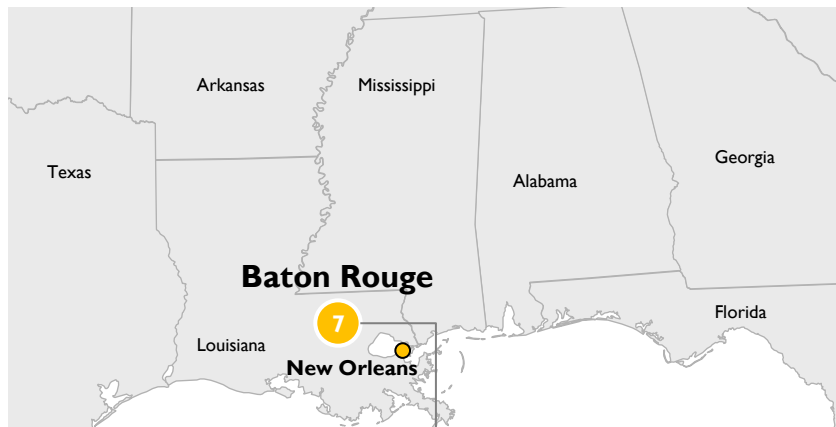 Arkansas
Mississippi
Georgia
Texas
Alabama
Baton Rouge
7
Florida
Louisiana
New Orleans